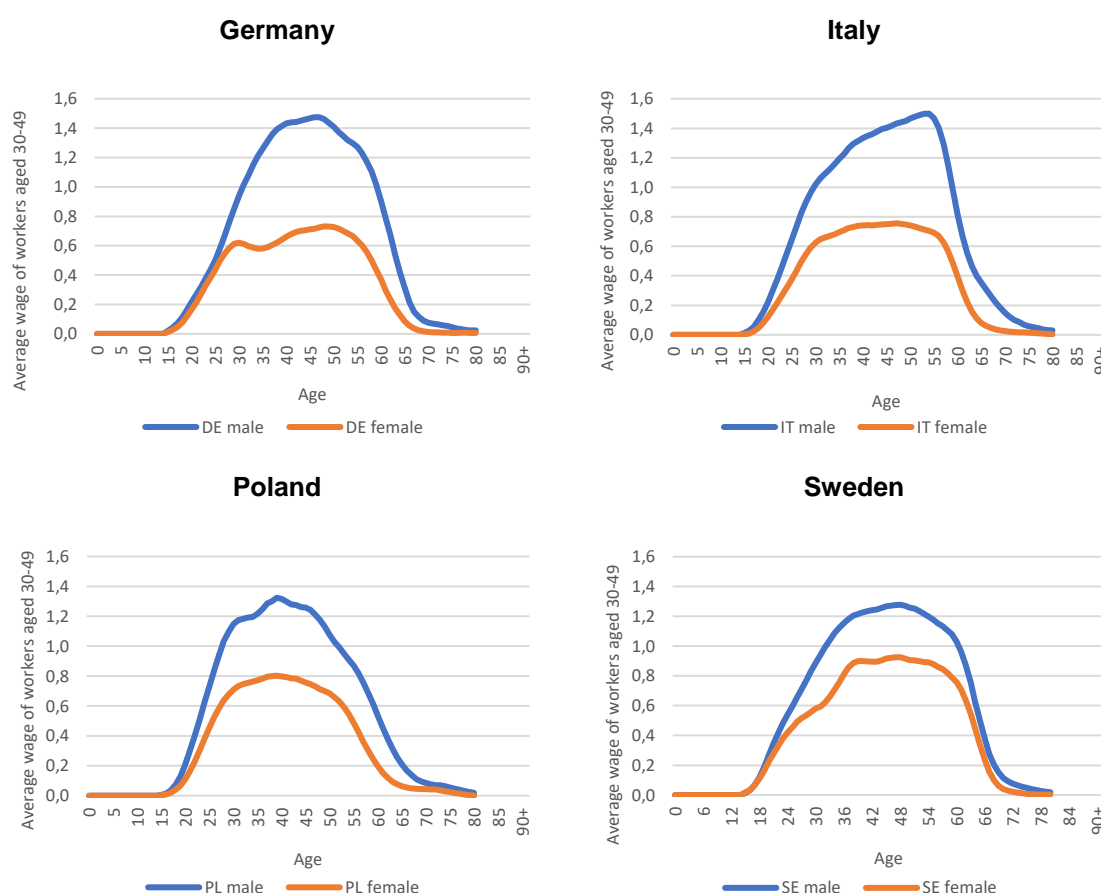 Germany
Average wage of workers aged 30-49
1,6
1,4
1,2
1,0
0,8
0,6
0,4
0,2
0,0
0 5 10 15 20 25 30 35 40 45 50 55 60 65 70 75 80 90+
Age
DE male DE female
Italy
Average wage of workers aged 30-49
1,6
1,4
1,2
1,0
0,8
0,6
0,4
0,2
0,0
0 5 10 15 20 25 30 35 40 45 50 55 60 65 70 75 80 90+
Age
IT male IT female
Poland
Average wage of workers aged 30-49
1,6
1,4
1,2
1,0
0,8
0,6
0,4
0,2
0,0
0 5 10 15 20 25 30 35 40 45 50 55 60 65 70 75 80 90+
Age
PL male PL female
Sweden
Average wage of workers aged 30-49
1,6
1,4
1,2
1,0
0,8
0,6
0,4
0,2
0,0
0 6 12 18 24 30 36 42 48 54 60 66 72 78 84 90+
Age
SE male SE female